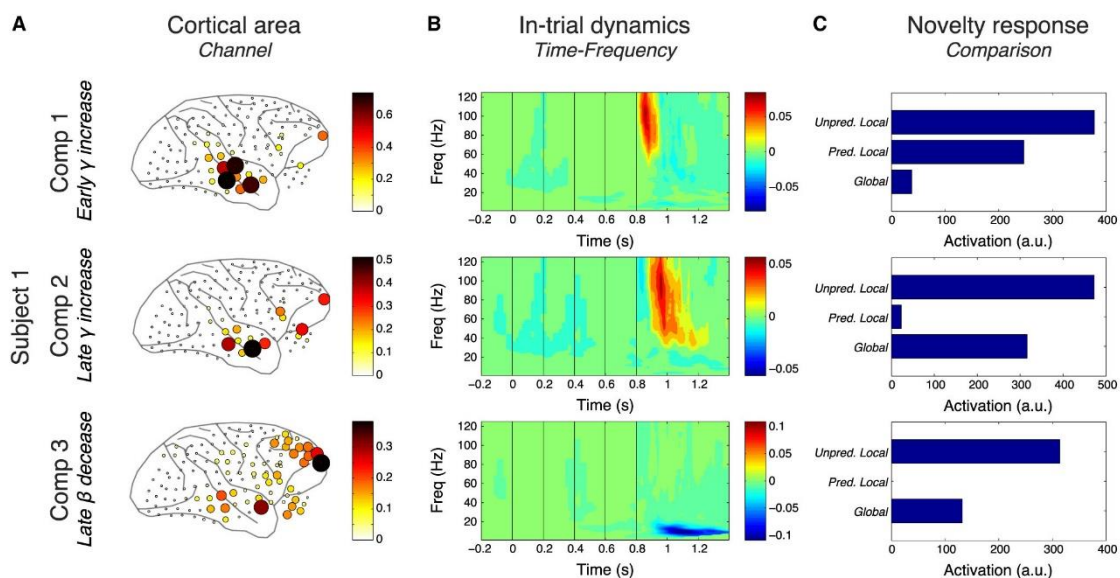 A
Cortical area
Channel
B
In-trial dynamics
Time-Frequency
C
Novelty response
Comparison
Subject 1
Comp 1
Early γ increase
0.6
0.4
0.2
0
Freq (Hz)
120
100
80
60
40
20
-0.2 0 0.2 0.4 0.6 0.8 1 1.2
Time (s)
0.05
0
-0.05
Unpred. Local
Pred. Local
Global
0 100 200 300 400
Activation (a.u.)
Comp 2
Late γ increase
0.5
0.4
0.3
0.2
0.1
0
Freq (Hz)
120
100
80
60
40
20
-0.2 0 0.2 0.4 0.6 0.8 1 1.2
Time (s)
0.05
0
-0.05
Unpred. Local
Pred. Local
Global
0 100 200 300 400 500
Activation (a.u.)
Comp 3
Late β decease
0.3
0.2
0.1
0
Freq (Hz)
120
100
80
60
40
20
-0.2 0 0.2 0.4 0.6 0.8 1 1.2
Time (s)
0.1
0.05
0
-0.05
-0.1
Unpred. Local
Pred. Local
Global
0 100 200 300 400
Activation (a.u.)